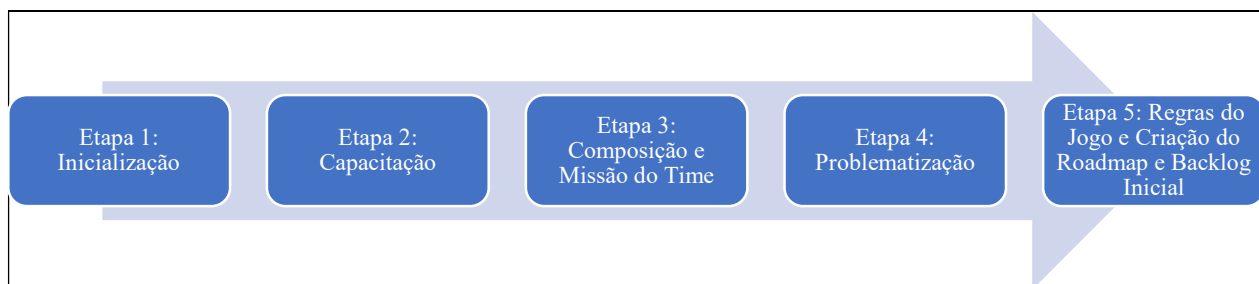 Etapa 1:
Inicialização
Etapa 2:
Capacitação
Etapa 3:
Composição e
Missão do Time
Etapa 4:
Problematização
Etapa 5: Regras do
Jogo e Criação do
Roadmap e Backlog
Inicial